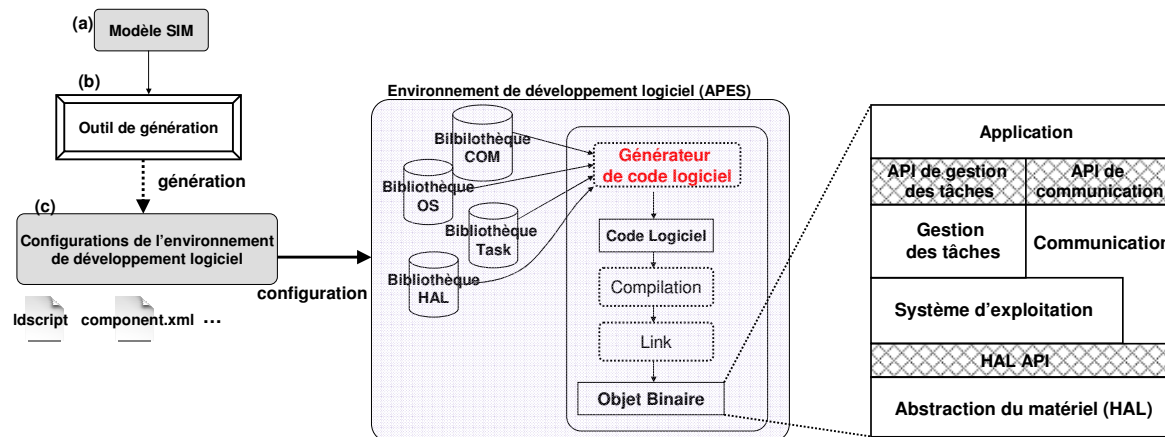 (a)
Modèle SIM
(b)
Outil de génération
génération
(c)
Configurations de l'environnement
de développement logiciel
ldscript component.xml ...
configuration
Environnement de développement logiciel (APES)
Bilbilothèque
COM
Bibliothèque
OS
Bibliothèque
Task
Bibliothèque
HAL
Générateur
de code logiciel
Code Logiciel
Compilation
Link
Objet Binaire
Application
API de gestion
des tâches
API de
communication
Gestion
des tâches
Communication
Système d'exploitation
HAL API
Abstraction du matériel (HAL)